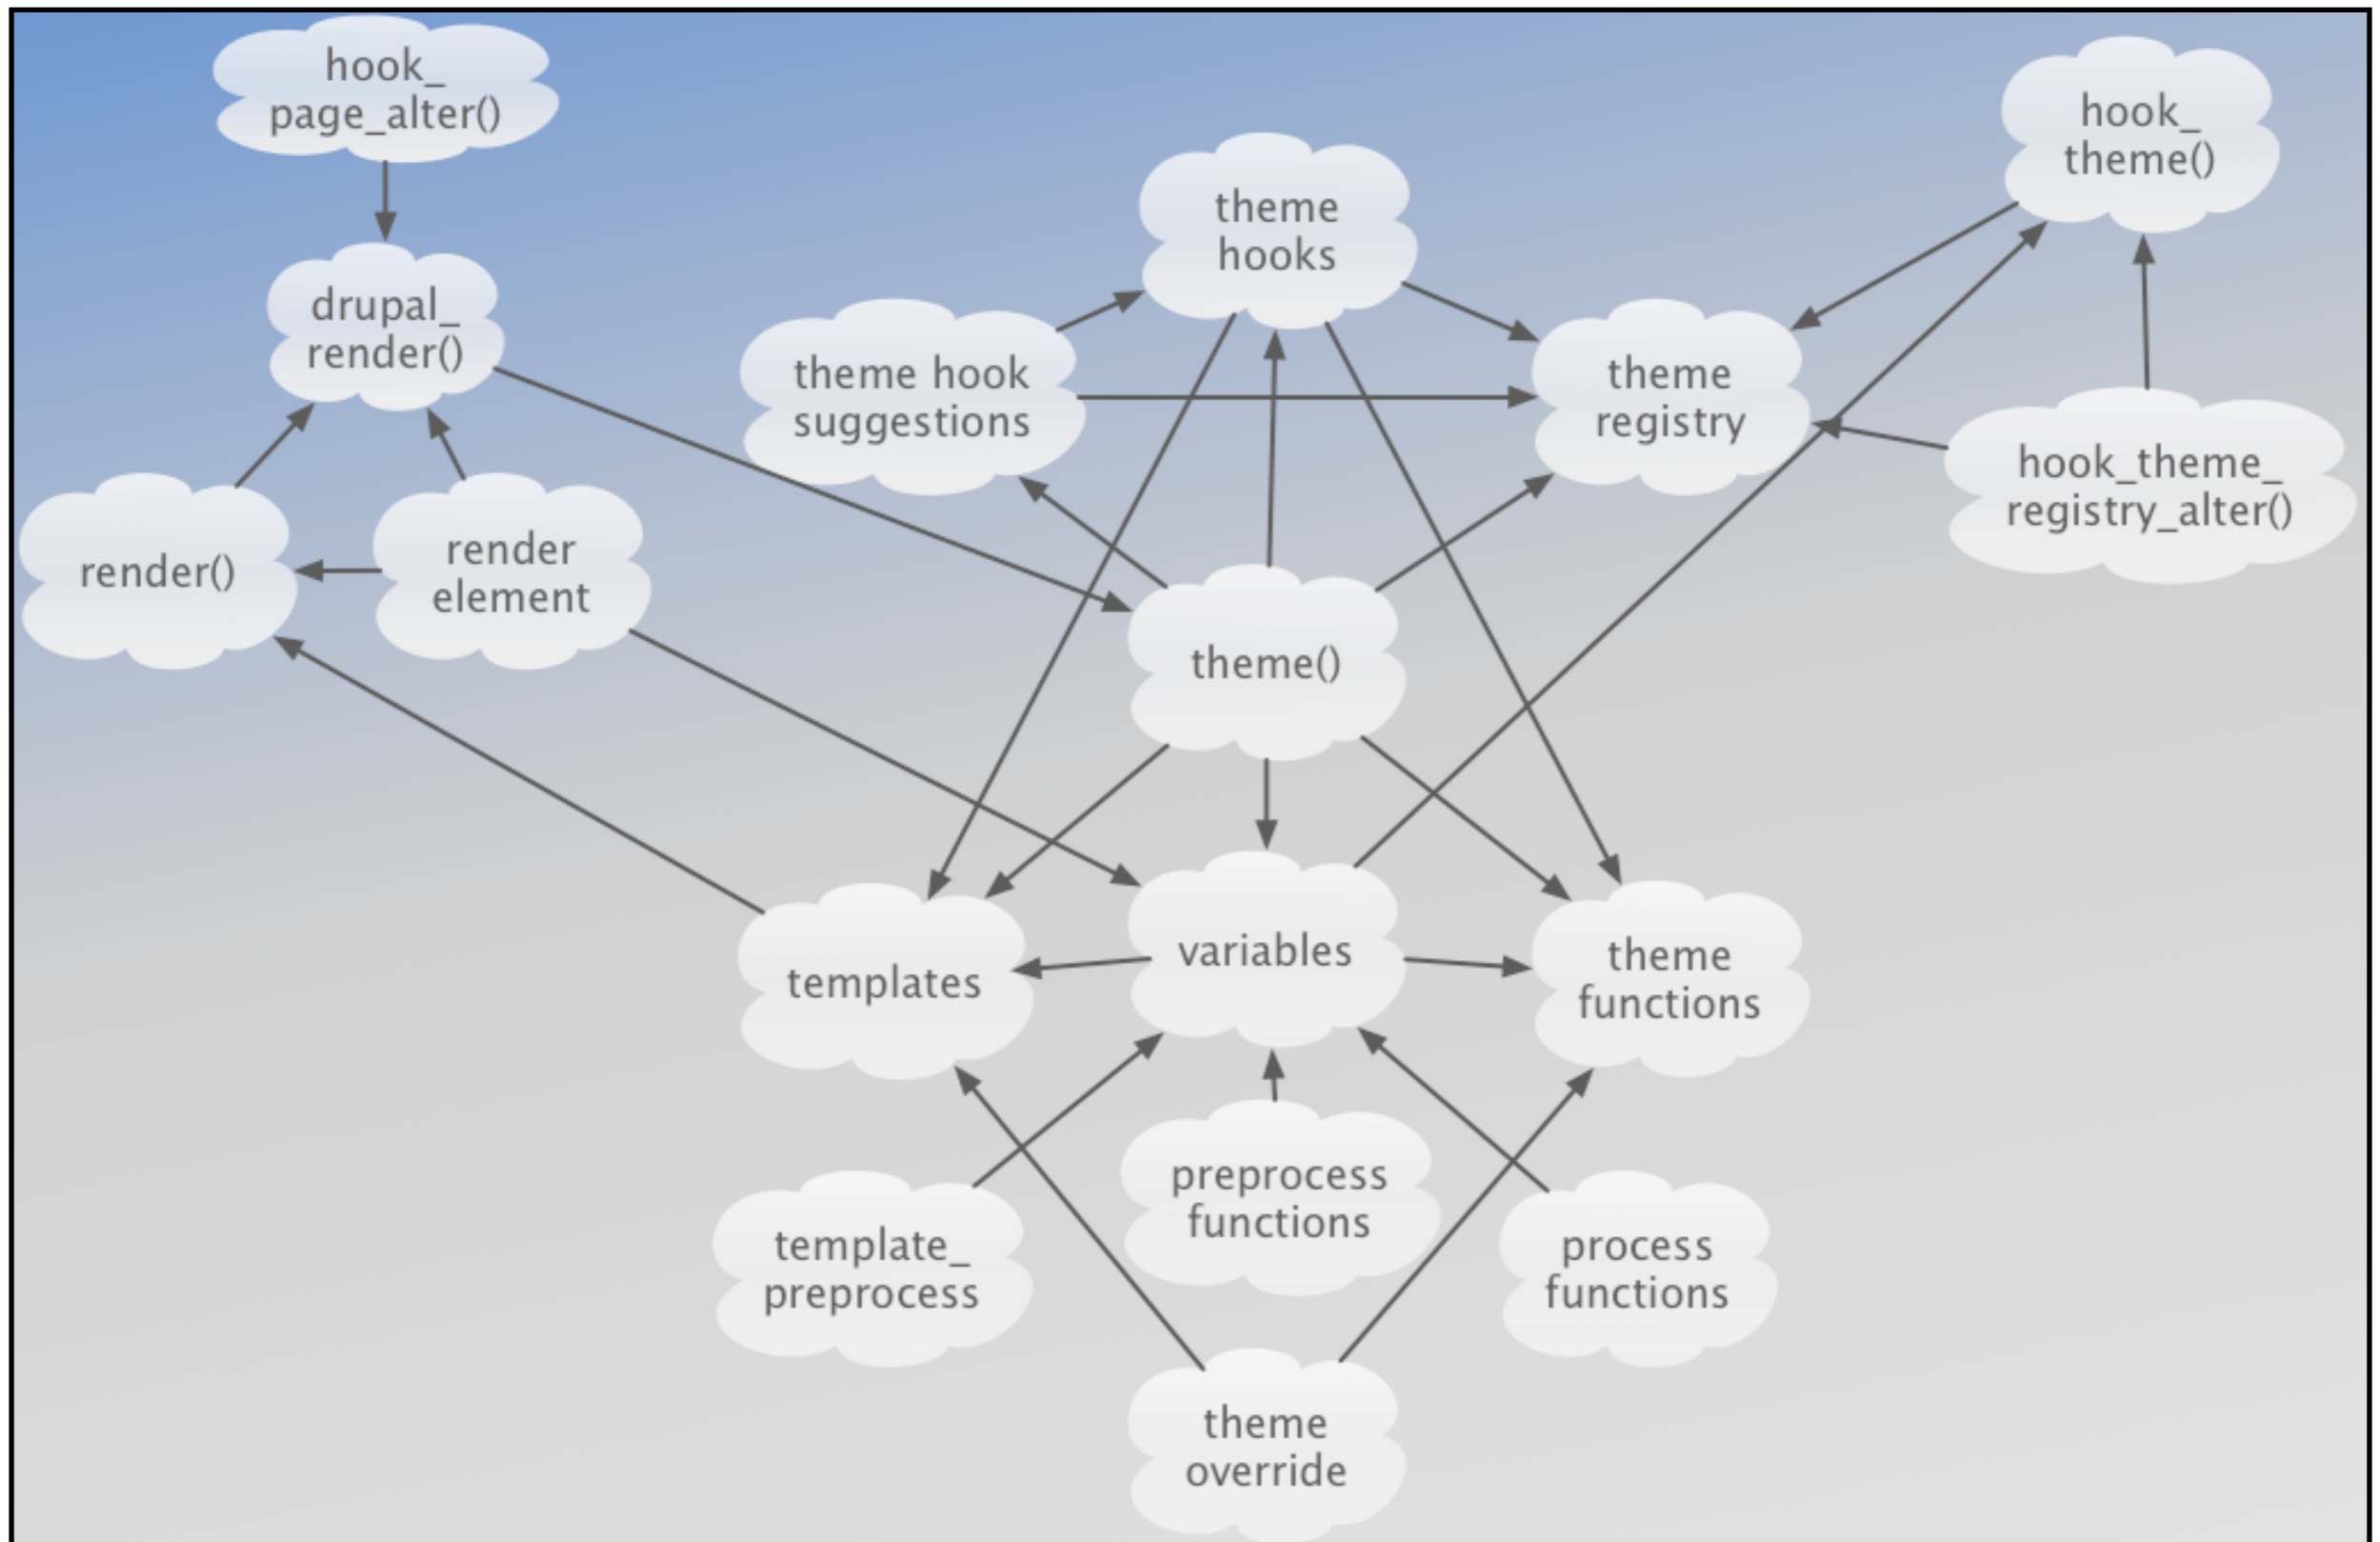 hook_
page_alter()
hook_
theme()
theme
hooks
drupal_
render()
theme hook
suggestions
theme
registry
hook_theme_
registry_alter()
render()
render
element
theme()
templates
variables
theme
functions
template_
preprocess
preprocess
functions
process
functions
theme
override